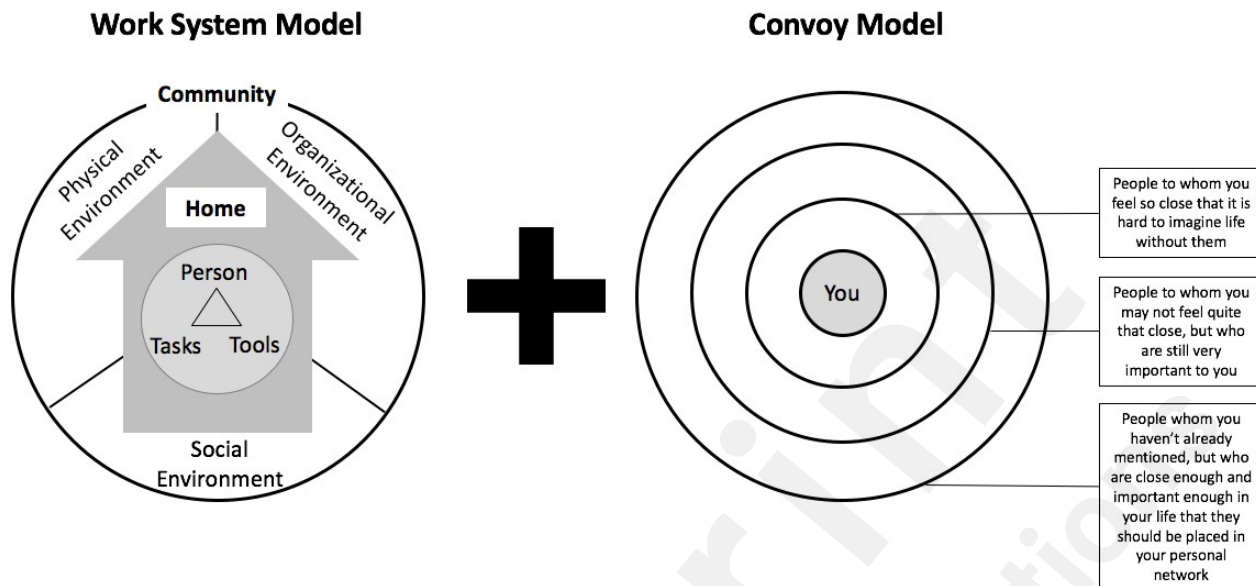 Work System Model
Community
Physical
Environment
Organizational
Environment
Home
Person
Tasks Tools
Social
Environment
Convoy Model
You
People to whom you
feel so close that it is
hard to imagine life
without them
People to whom you
may not feel quite
that close, but who
are still very
important to you
People whom you
haven’t already
mentioned, but who
are close enough and
important enough in
your life that they
should be placed in
your personal
network